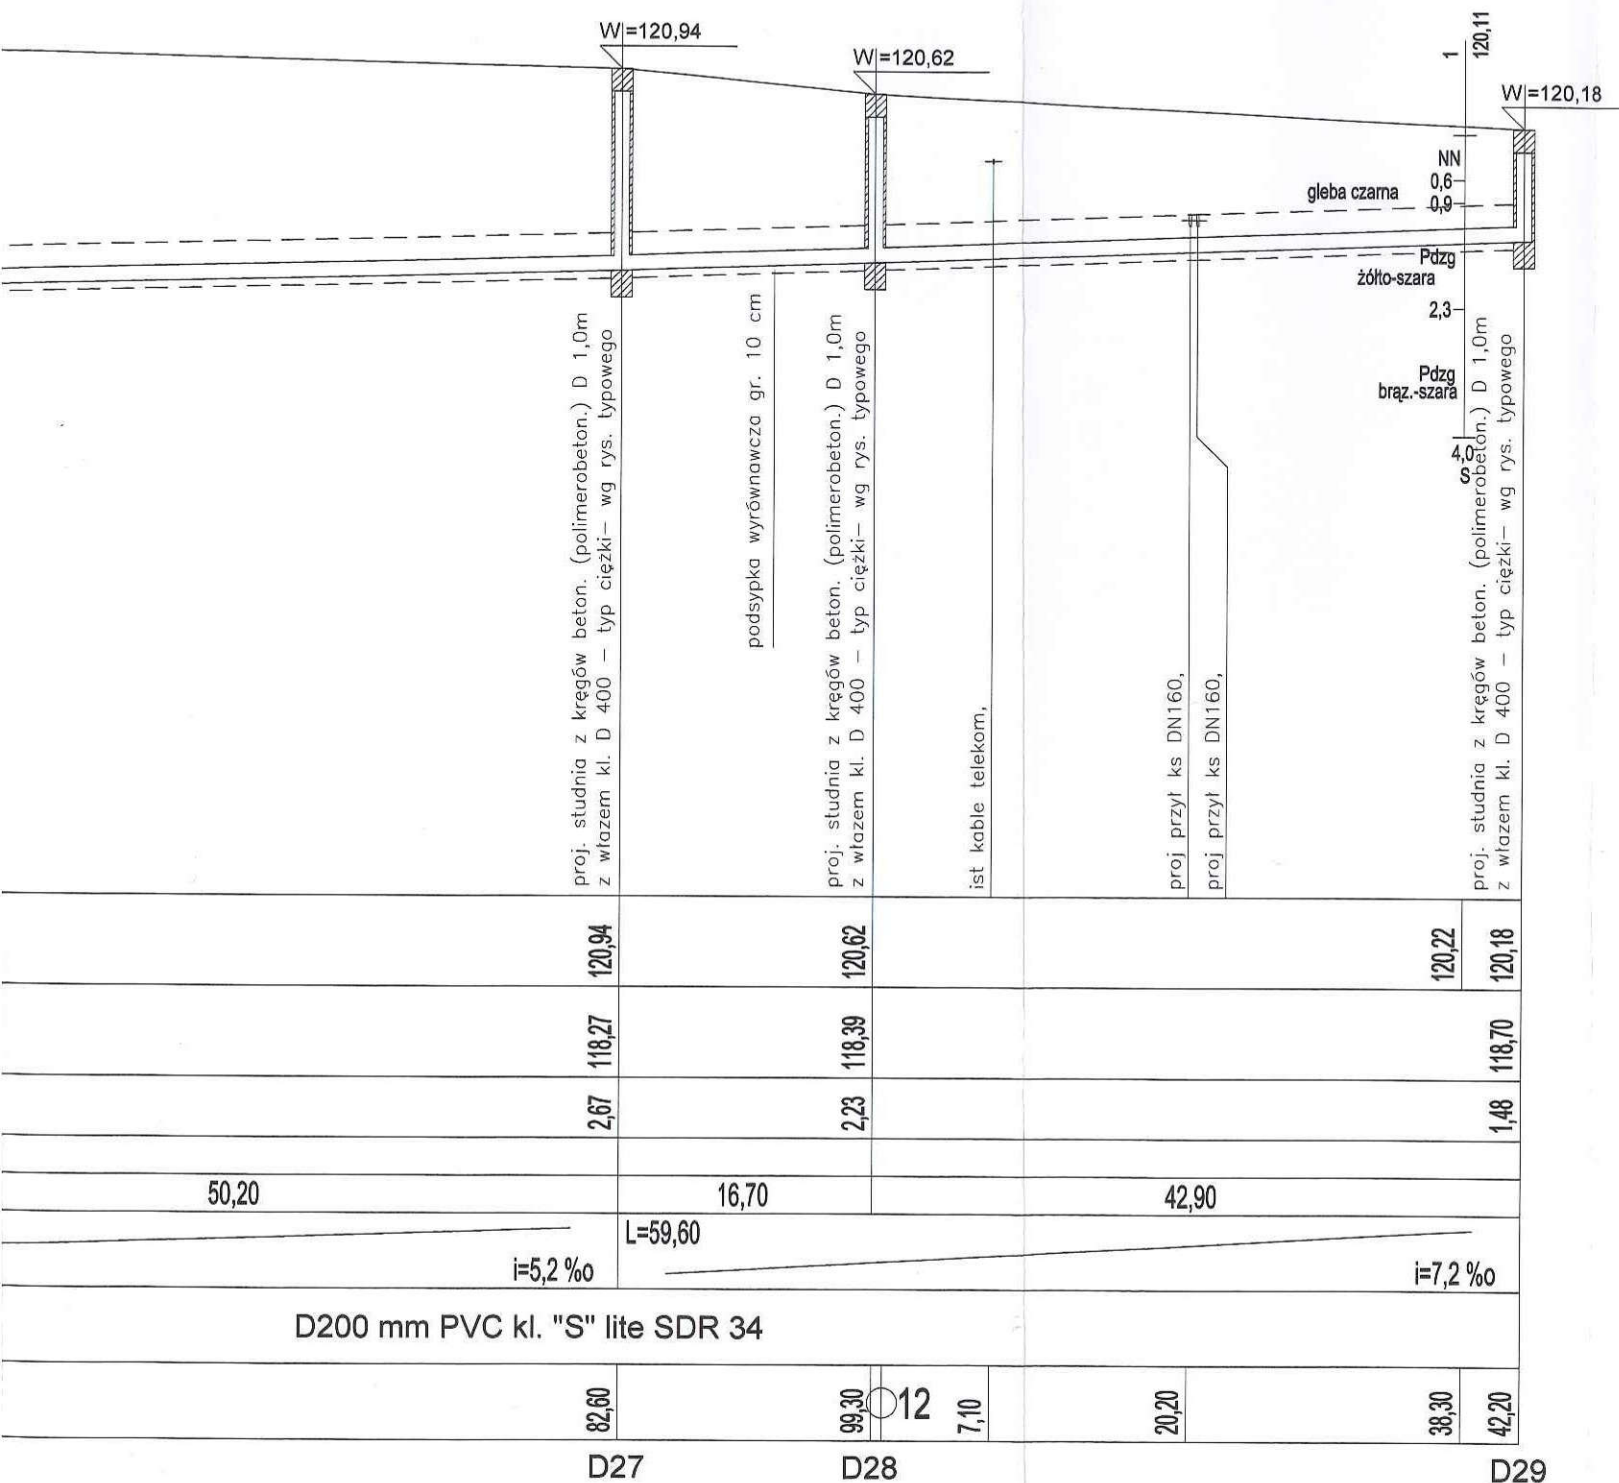 W=120,94
W=120,62
1
120,11
W=120,18
NN
0,6
gleba czarna
0,9
Pdzg
żółto-szara
2,3
Pdzg
brąz.-szara
4,0
S
proj. studnia z kręgów beton. (polimerobeton.) D 1,0m
z włazem kl. D 400 – typ ciężki– wg rys. typowego
podsypka wyrównawcza gr. 10 cm
proj. studnia z kręgów beton. (polimerobeton.) D 1,0m
z włazem kl. D 400 – typ ciężki– wg rys. typowego
ist kable telekom,
proj przył ks DN160,
proj przył ks DN160,
proj. studnia z kręgów beton. (polimerobeton.) D 1,0m
z włazem kl. D 400 – typ ciężki– wg rys. typowego
120,94
120,62
120,22
120,18
118,27
118,39
118,70
2,67
2,23
1,48
50,20
16,70
42,90
L=59,60
i=5,2 %o
i=7,2 %o
D200 mm PVC kl. "S" lite SDR 34
82,60
99,30
12
7,10
20,20
38,30
42,20
D27
D28
D29